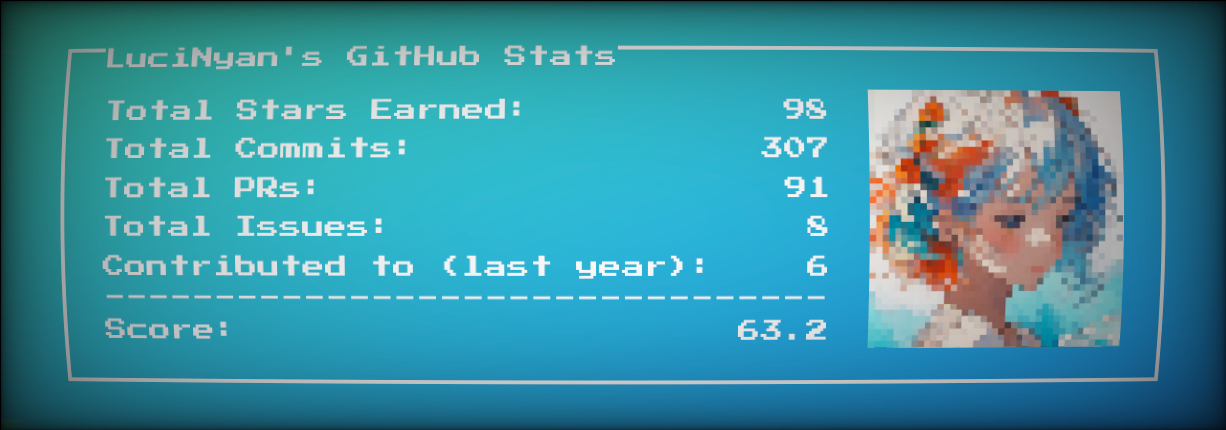 LuciNyan's GitHub Stats
Total Stars Earned: 98
Total Commits: 307
Total PRs: 91
Total Issues: 8
Contributed to (last year): 6
--------------------------------
Score: 63.2